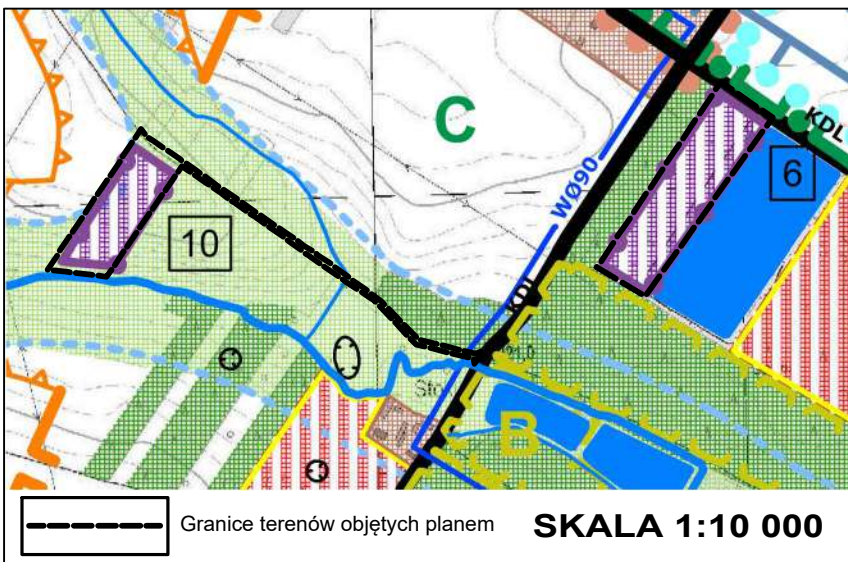 C
KDL
6
WØ90
10
KDL
B
Granice terenów objętych planem
SKALA 1:10 000